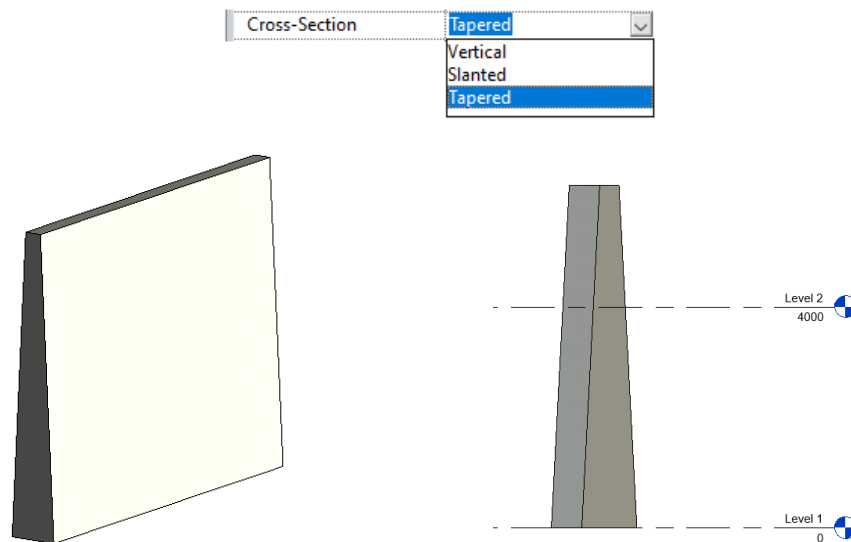 Cross-Section Tapered
Vertical
Slanted
Tapered
Level 2
4000
Level 1
0